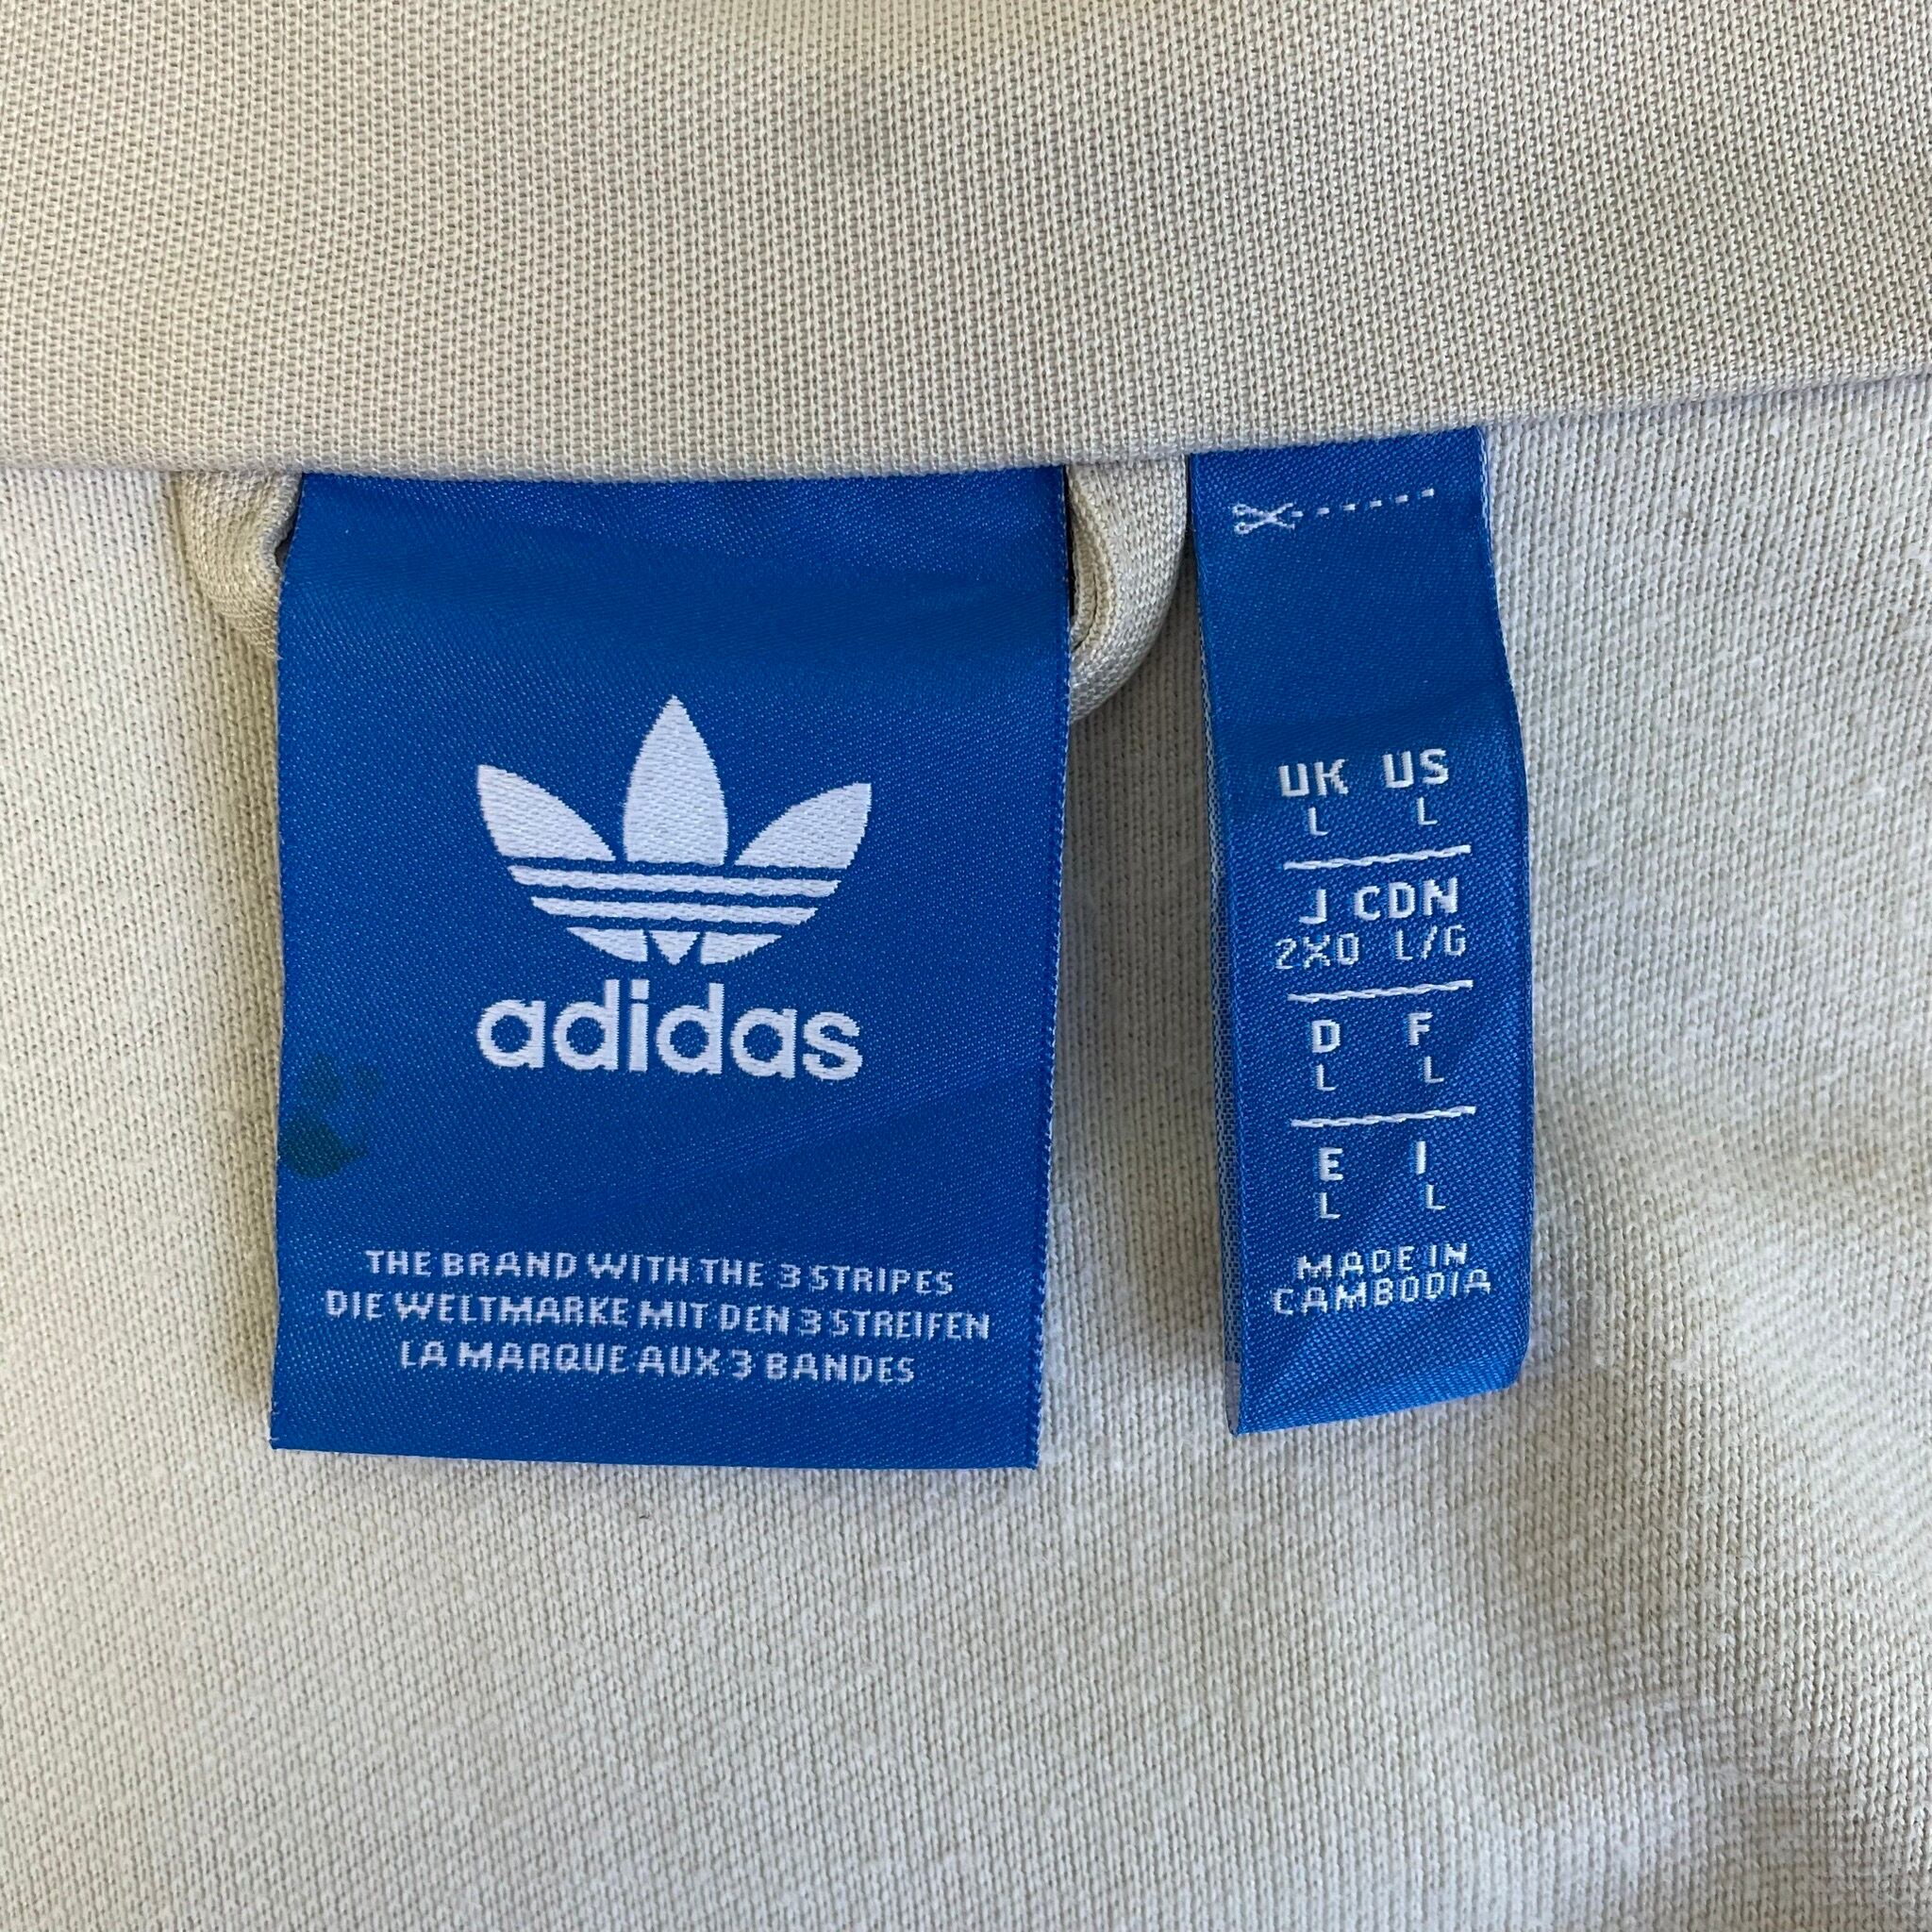 adidas
THE BRAND WITH THE 3 STRIPES
DIE WELTMARKE MIT DEN 3 STREIFEN
LA MARQUE AUX 3 BANDES
UK US
L L
J CDN
2XO L/G
D F
L L
E I
L L
MADE IN
CAMBODIA